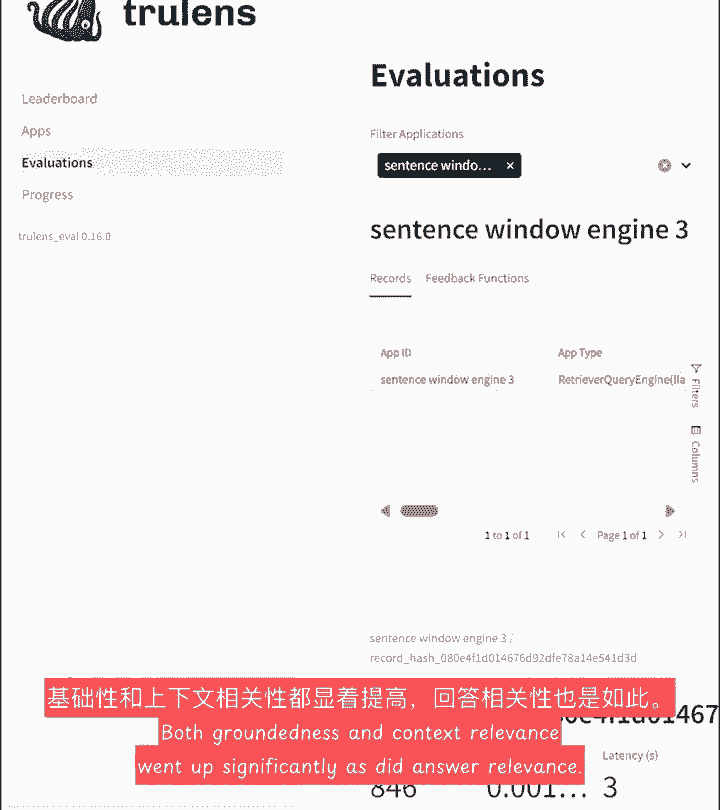 trulens
Leaderboard
Apps
Evaluations
Progress
trulens_eval 0.16.0
Evaluations
Filter Applications
sentence windo... ×
sentence window engine 3
Records Feedback Functions
App ID App Type
sentence window engine 3 RetrieverQueryEngine(lla
Filters
Columns
1 to 1 of 1 Page 1 of 1
sentence window engine 3 /
record_hash_080e4f1d014676d92dfe78a14e541d3d
基础性和上下文相关性都显着提高，回答相关性也是如此。
Both groundedness and context relevance
went up significantly as did answer relevance.
Latency (s)
846 0.001... 3